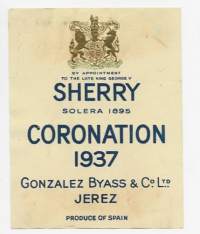 BY APPOINTMENT
TO THE LATE KING GEORGE V
SHERRY
SOLERA 1895
CORONATION
1937
GONZALEZ BYASS & Co LTD
JEREZ
PRODUCE OF SPAIN